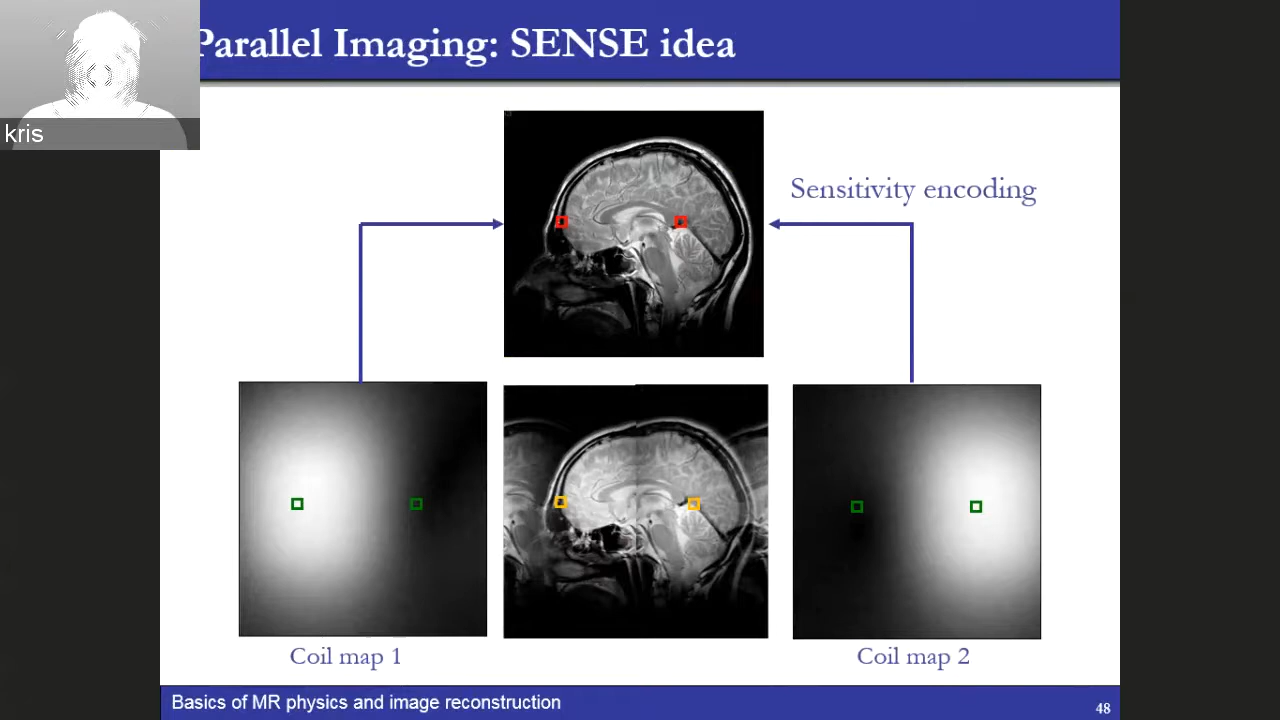 Parallel Imaging: SENSE idea
kris
Sensitivity encoding
Coil map 1
Coil map 2
Basics of MR physics and image reconstruction
48